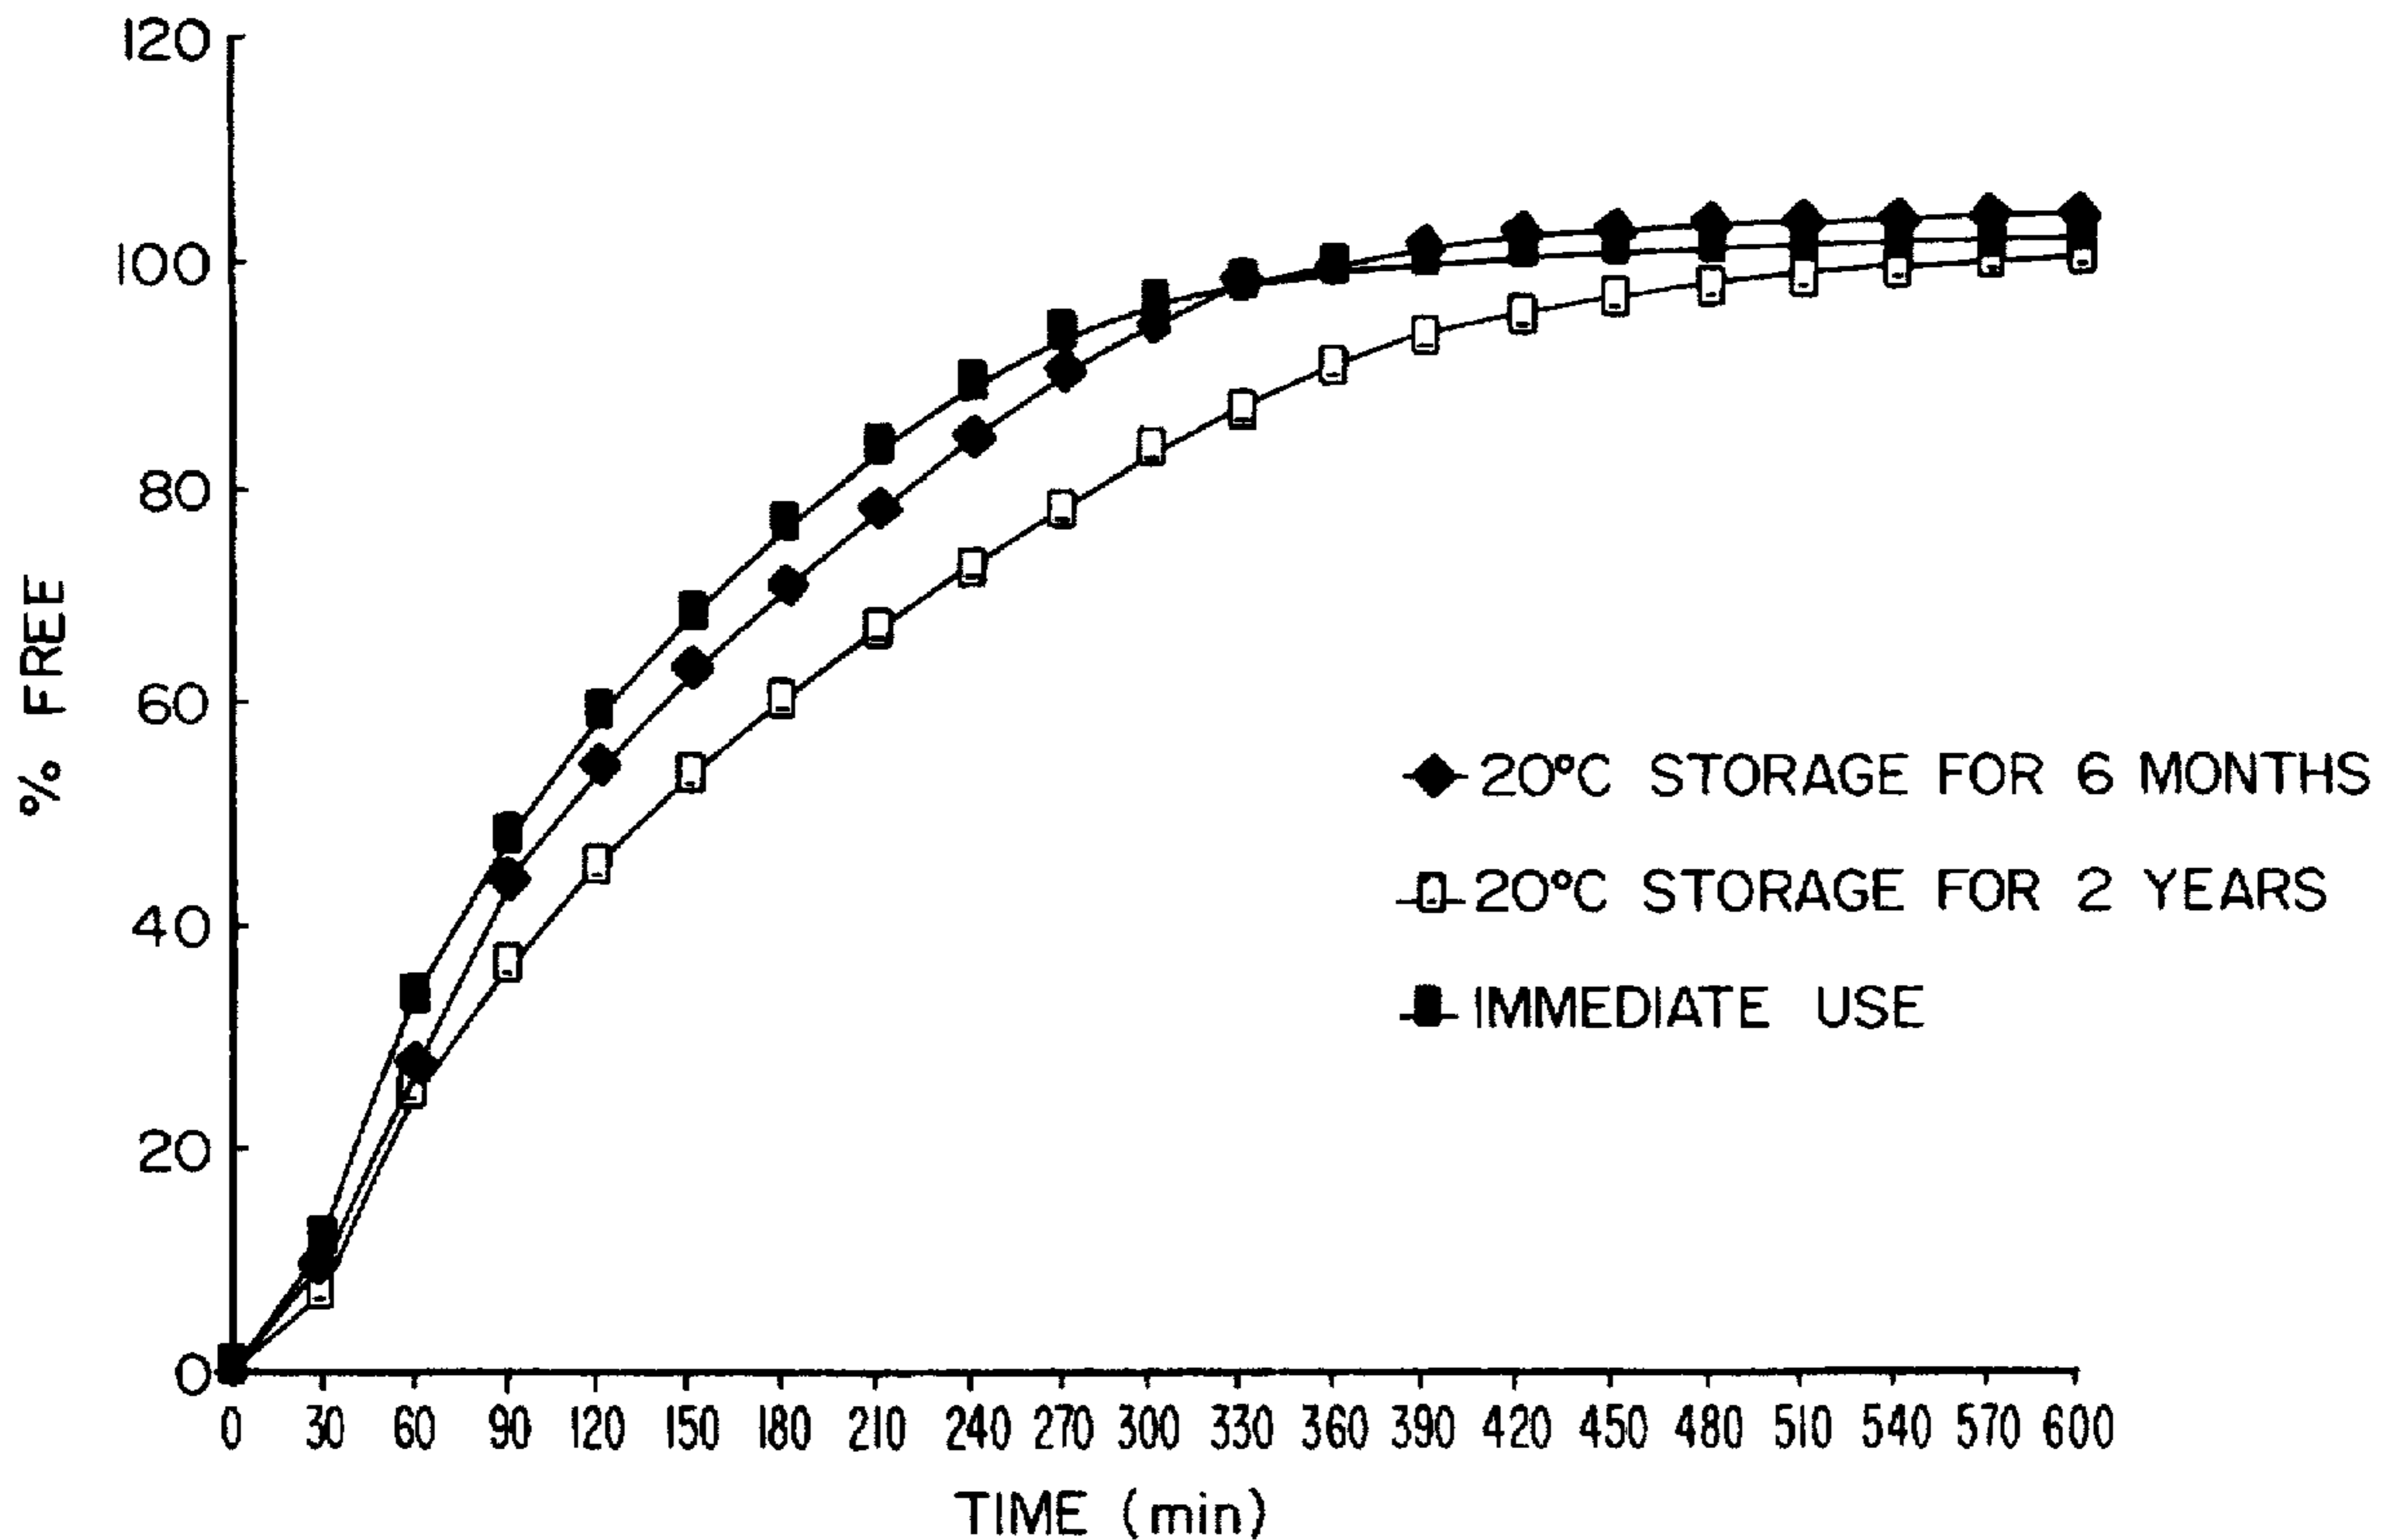 120
100
80
60
40
20
0
% FREE
20°C STORAGE FOR 6 MONTHS
20°C STORAGE FOR 2 YEARS
IMMEDIATE USE
0 30 60 90 120 150 180 210 240 270 300 330 360 390 420 450 480 510 540 570 600
TIME (min)